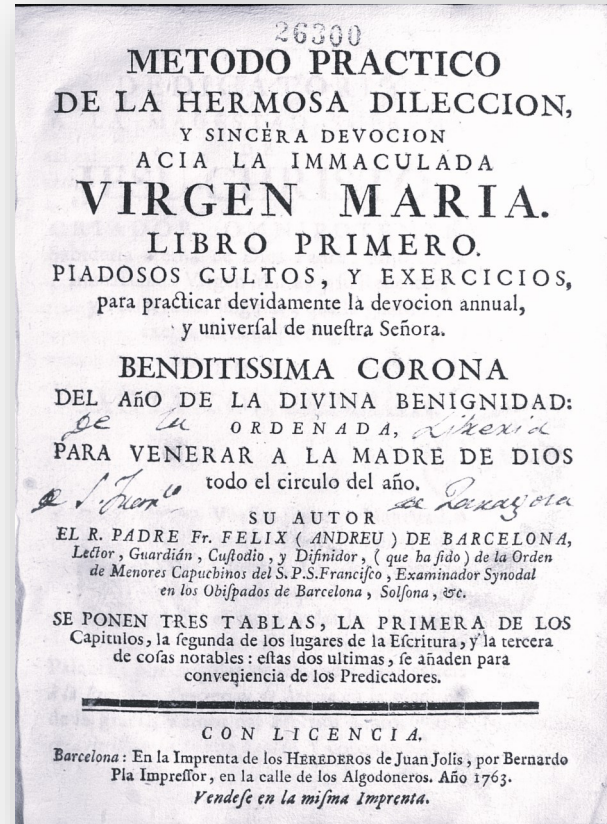 26300
METODO PRACTICO
DE LA HERMOSA DILECCION,
Y SINCÈRA DEVOCION
ACIA LA IMMACULADA
VIRGEN MARIA.
LIBRO PRIMERO.
PIADOSOS CULTOS, Y EXERCICIOS,
para practicar devidamente la devocion annual,
y univerſal de nueſtra Señora.
BENDITISSIMA CORONA
DEL AñO DE LA DIVINA BENIGNIDAD:
de la ORDENADA, Libreria
PARA VENERAR A LA MADRE DE DIOS
todo el circulo del año.
de S. Fran.co de Zaragoza
SU AUTOR
EL R. PADRE Fr. FELIX ( ANDREU ) DE BARCELONA,
Lector, Guardián, Cuſtodio, y Difinidor, ( que ha ſido ) de la Orden
de Menores Capuchinos del S.P.S.Franciſco, Examinador Synodal
en los Obiſpados de Barcelona, Solſona, &c.
SE PONEN TRES TABLAS, LA PRIMERA DE LOS
Capitulos, la ſegunda de los lugares de la Eſcritura, y la tercera
de coſas notables : eſtas dos ultimas, ſe añaden para
conveniencia de los Predicadores.
CON LICENCIA.
Barcelona : En la Imprenta de los HEREDEROS de Juan Jolis, por Bernardo
Pla Impreſſor, en la calle de los Algodoneros. Año 1763.
Vendeſe en la miſma Imprenta.